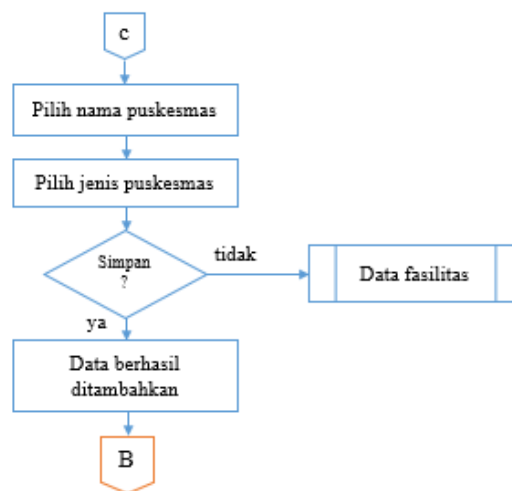 c
Pilih nama puskesmas
Pilih jenis puskesmas
Simpan
?
tidak
Data fasilitas
ya
Data berhasil
ditambahkan
B